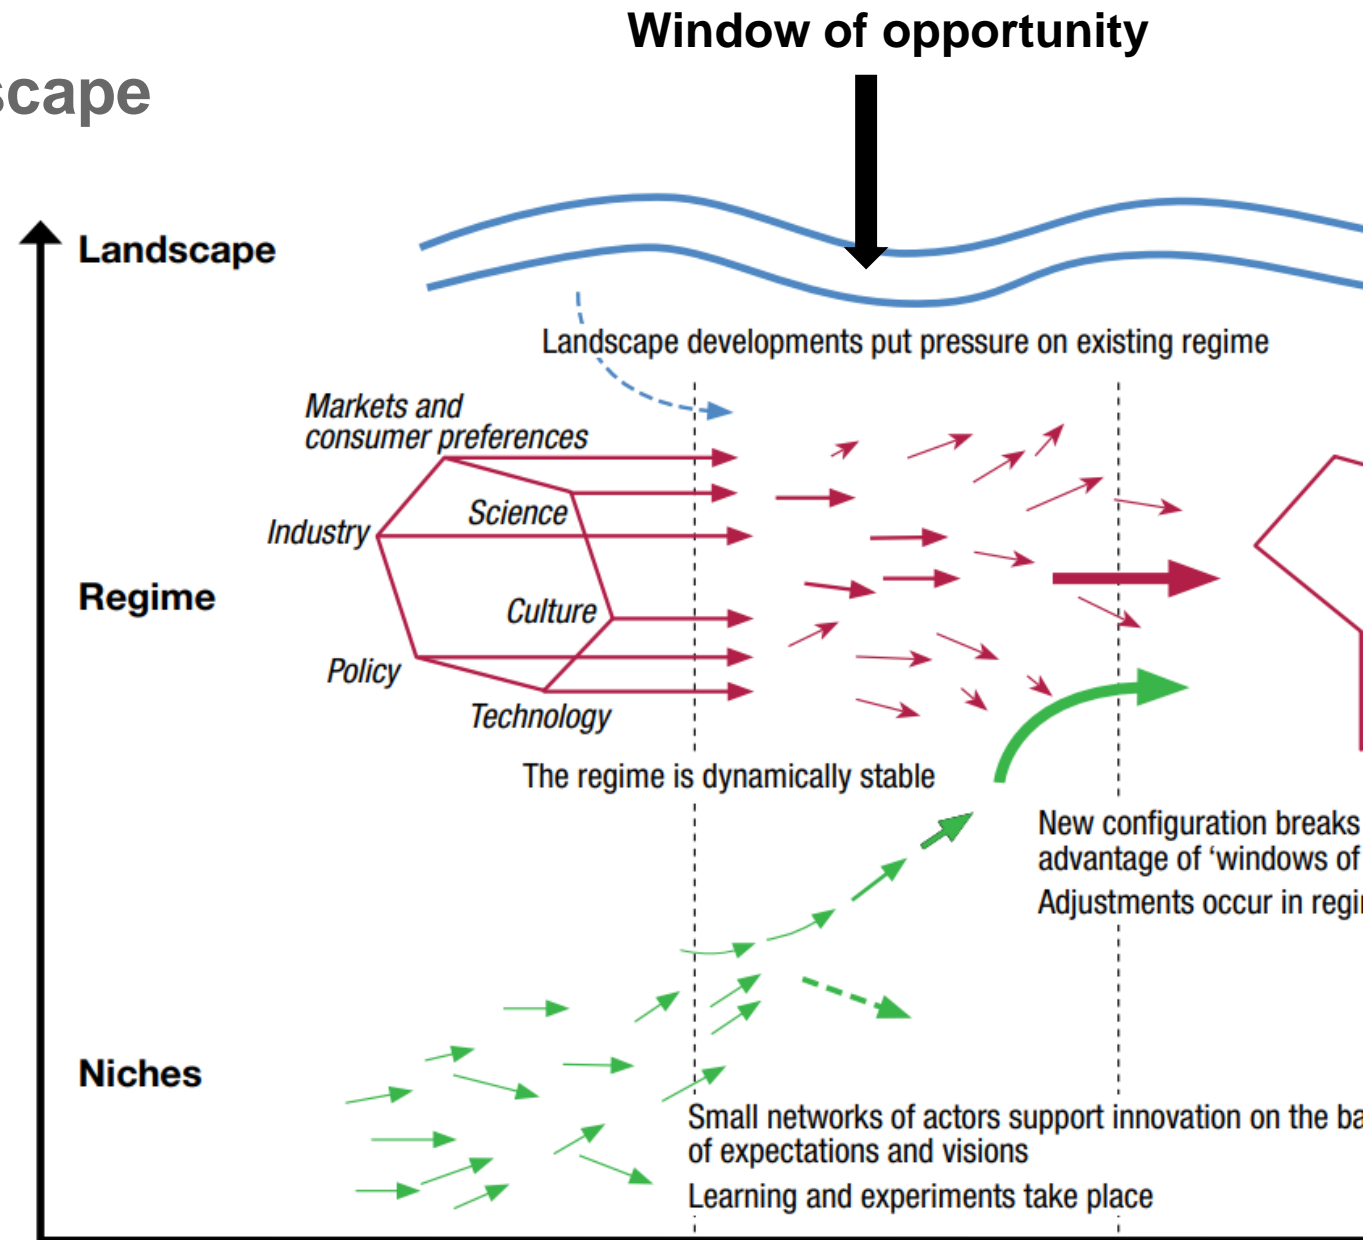 Window of opportunity
scape
Landscape
Landscape developments put pressure on existing regime
Markets and
consumer preferences
Science
Industry
Regime
Culture
Policy
Technology
The regime is dynamically stable
New configuration breaks
advantage of ‘windows of
Adjustments occur in regi
Niches
Small networks of actors support innovation on the ba
of expectations and visions
Learning and experiments take place